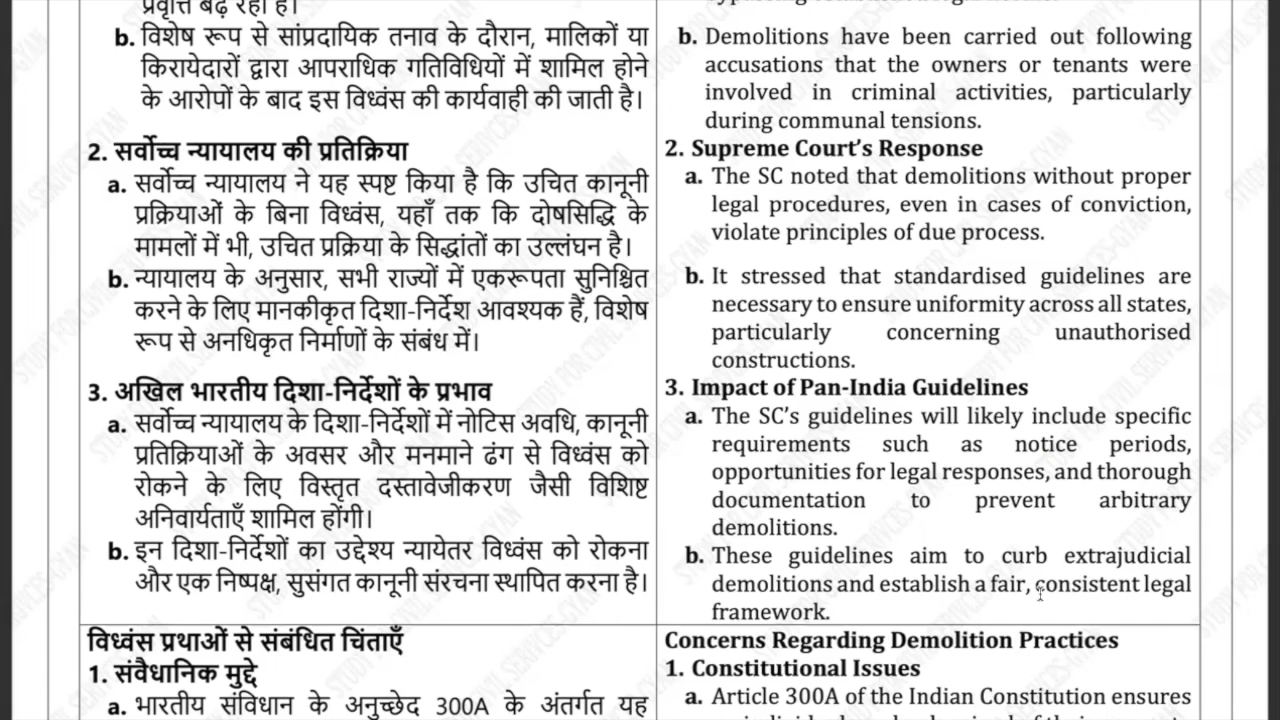 प्रवृत्ति बढ़ रही है।
b. विशेष रूप से सांप्रदायिक तनाव के दौरान, मालिकों या
किरायेदारों द्वारा आपराधिक गतिविधियों में शामिल होने
के आरोपों के बाद इस विध्वंस की कार्यवाही की जाती है।
2. सर्वोच्च न्यायालय की प्रतिक्रिया
a. सर्वोच्च न्यायालय ने यह स्पष्ट किया है कि उचित कानूनी
प्रक्रियाओं के बिना विध्वंस, यहाँ तक कि दोषसिद्धि के
मामलों में भी, उचित प्रक्रिया के सिद्धांतों का उल्लंघन है।
b. न्यायालय के अनुसार, सभी राज्यों में एकरूपता सुनिश्चित
करने के लिए मानकीकृत दिशा-निर्देश आवश्यक हैं, विशेष
रूप से अनधिकृत निर्माणों के संबंध में।
3. अखिल भारतीय दिशा-निर्देशों के प्रभाव
a. सर्वोच्च न्यायालय के दिशा-निर्देशों में नोटिस अवधि, कानूनी
प्रतिक्रियाओं के अवसर और मनमाने ढंग से विध्वंस को
रोकने के लिए विस्तृत दस्तावेजीकरण जैसी विशिष्ट
अनिवार्यताएँ शामिल होंगी।
b. इन दिशा-निर्देशों का उद्देश्य न्यायेतर विध्वंस को रोकना
और एक निष्पक्ष, सुसंगत कानूनी संरचना स्थापित करना है।
विध्वंस प्रथाओं से संबंधित चिंताएँ
1. संवैधानिक मुद्दे
a. भारतीय संविधान के अनुच्छेद 300A के अंतर्गत यह
b. Demolitions have been carried out following
accusations that the owners or tenants were
involved in criminal activities, particularly
during communal tensions.
2. Supreme Court’s Response
a. The SC noted that demolitions without proper
legal procedures, even in cases of conviction,
violate principles of due process.
b. It stressed that standardised guidelines are
necessary to ensure uniformity across all states,
particularly concerning unauthorised
constructions.
3. Impact of Pan-India Guidelines
a. The SC’s guidelines will likely include specific
requirements such as notice periods,
opportunities for legal responses, and thorough
documentation to prevent arbitrary
demolitions.
b. These guidelines aim to curb extrajudicial
demolitions and establish a fair, consistent legal
framework.
Concerns Regarding Demolition Practices
1. Constitutional Issues
a. Article 300A of the Indian Constitution ensures